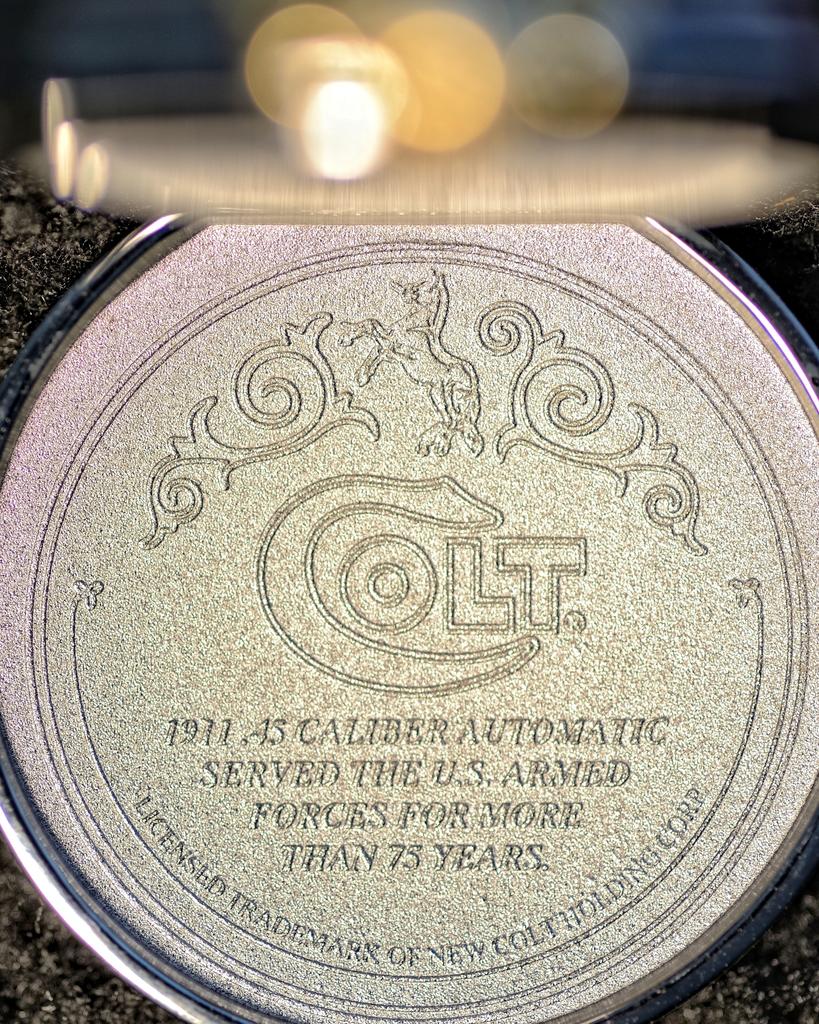 COLT®
1911 .45 CALIBER AUTOMATIC
SERVED THE U.S. ARMED
FORCES FOR MORE
THAN 75 YEARS.
LICENSED TRADEMARK OF NEW COLT HOLDING CORP